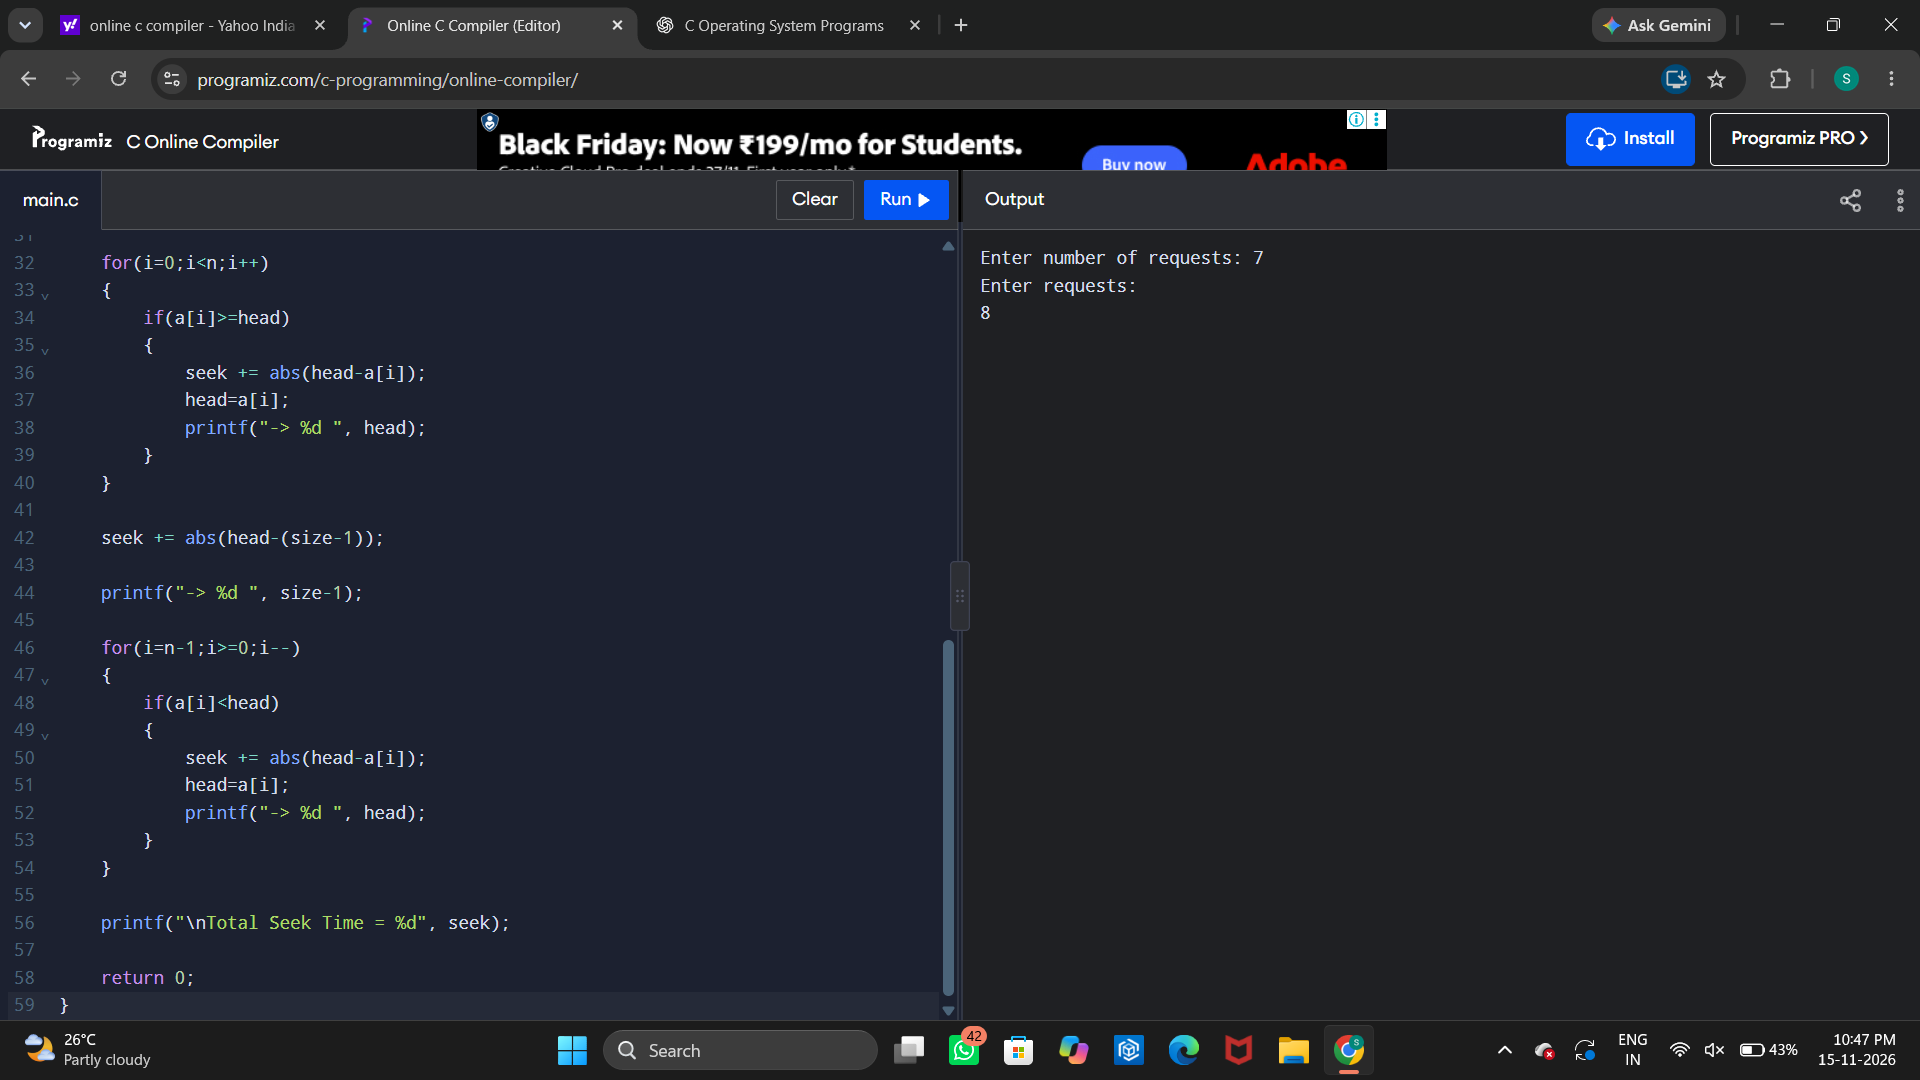 online c compiler - Yahoo India
Online C Compiler (Editor)
C Operating System Programs
Ask Gemini
programiz.com/c-programming/online-compiler/
S
Programiz C Online Compiler
Black Friday: Now ₹199/mo for Students.
Buy now
Adobe
Install
Programiz PRO
main.c
Clear
Run
Output
31
32 for(i=0;i<n;i++)
33 {
34 if(a[i]>=head)
35 {
36 seek += abs(head-a[i]);
37 head=a[i];
38 printf("-> %d ", head);
39 }
40 }
41
42 seek += abs(head-(size-1));
43
44 printf("-> %d ", size-1);
45
46 for(i=n-1;i>=0;i--)
47 {
48 if(a[i]<head)
49 {
50 seek += abs(head-a[i]);
51 head=a[i];
52 printf("-> %d ", head);
53 }
54 }
55
56 printf("\nTotal Seek Time = %d", seek);
57
58 return 0;
59 }
Enter number of requests: 7
Enter requests:
8
26°C
Partly cloudy
Search
42
ENG
IN
43%
10:47 PM
15-11-2026